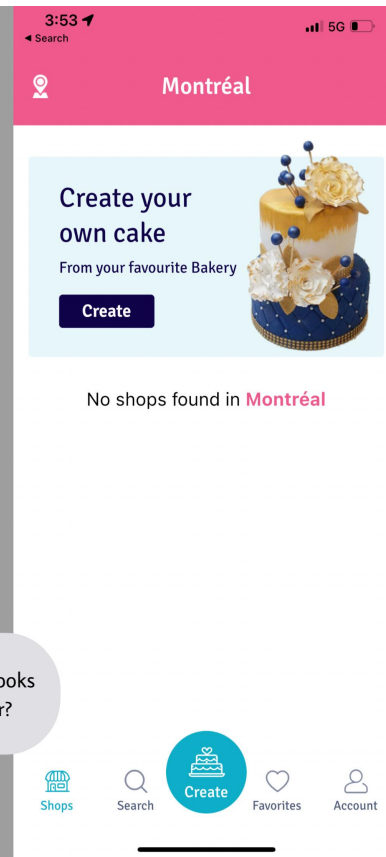 3:53
5G
◄ Search
Montréal
Create your
own cake
From your favourite Bakery
Create
No shops found in Montréal
Shops
Search
Create
Favorites
Account